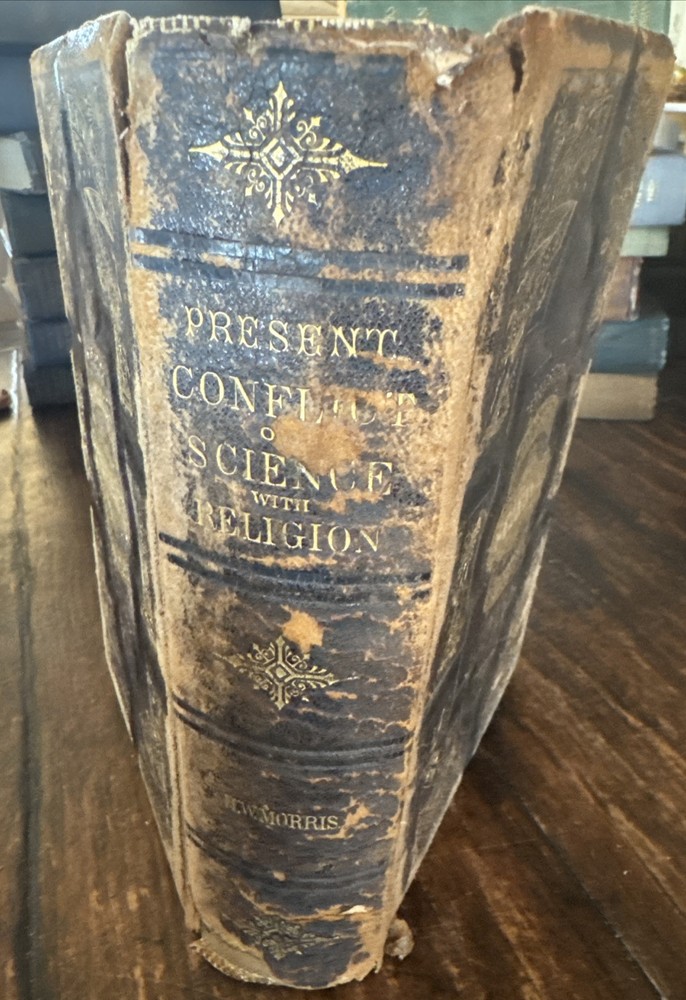 PRESENT
CONFLICT
O
SCIENCE
WITH
RELIGION
H.W.MORRIS